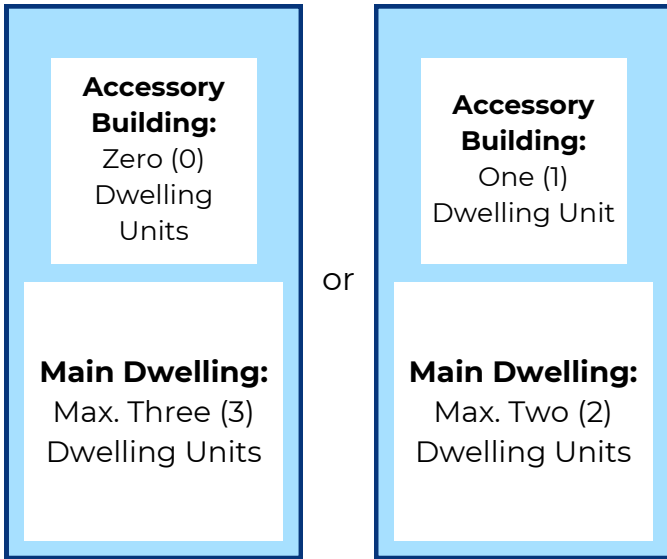 Accessory
Building:
Zero (0)
Dwelling
Units
Main Dwelling:
Max. Three (3)
Dwelling Units
or
Accessory
Building:
One (1)
Dwelling Unit
Main Dwelling:
Max. Two (2)
Dwelling Units